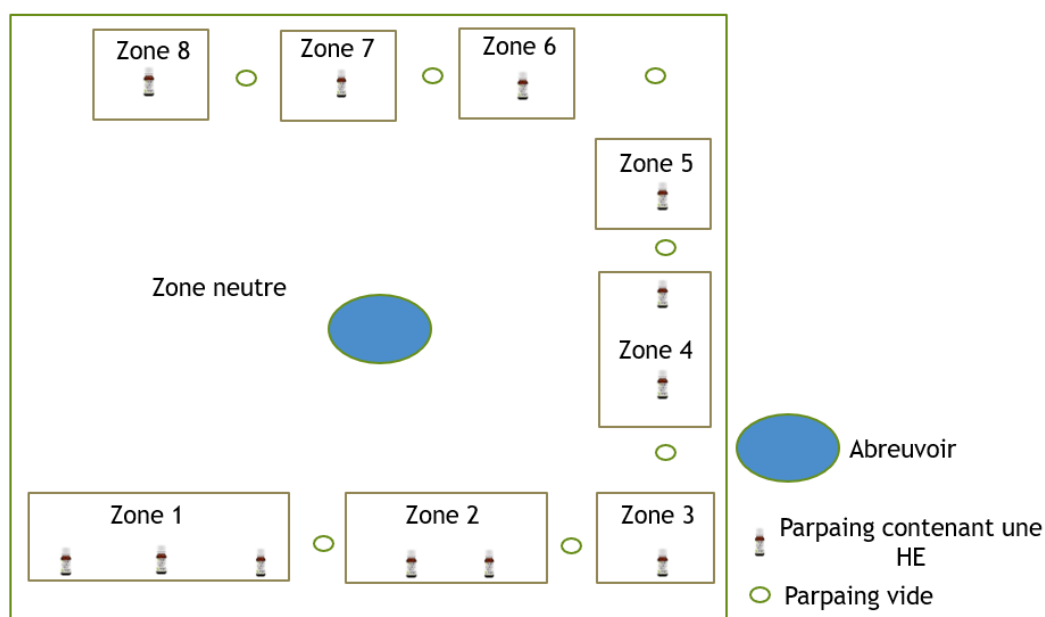 Zone 8
Zone 7
Zone 6
Zone 5
Zone neutre
Zone 4
Abreuvoir
Zone 1
Zone 2
Zone 3
Parpaing contenant une
HE
Parpaing vide